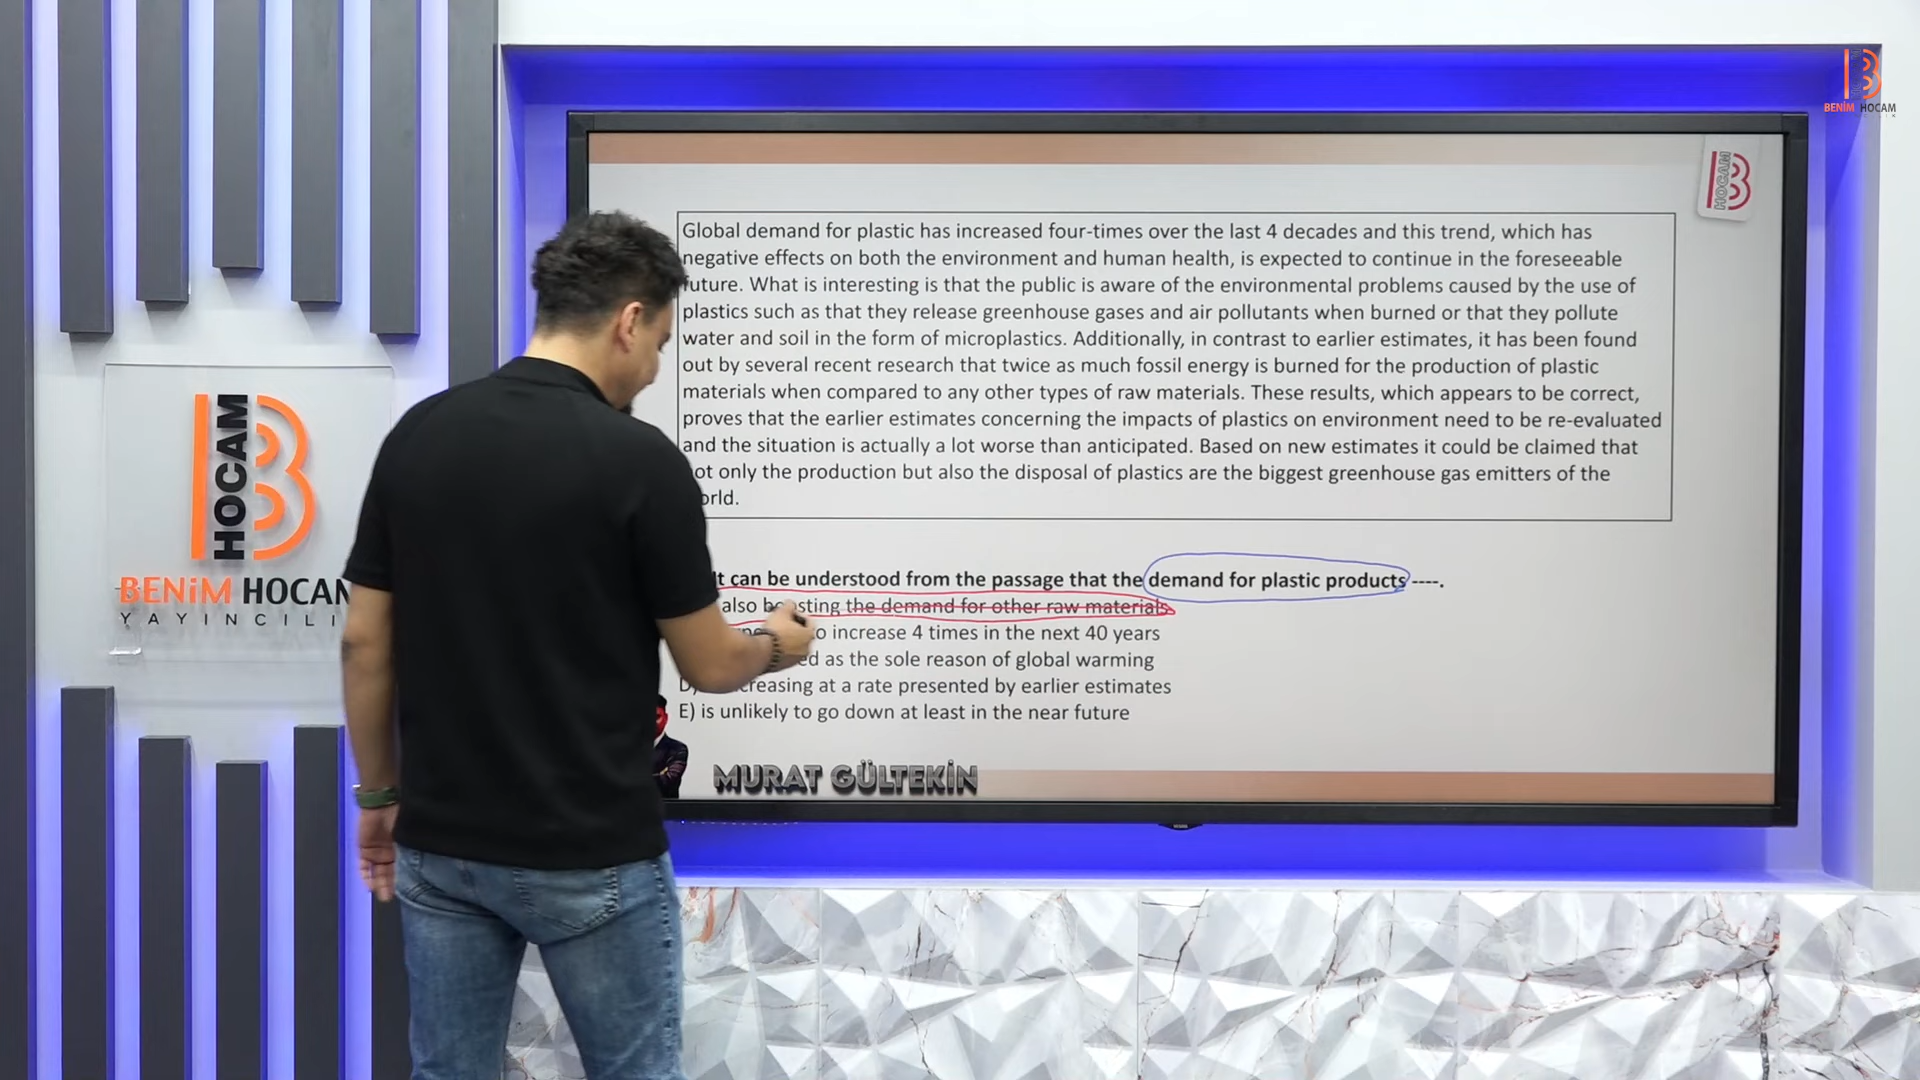 BENİM HOCAM
HOCAM
Global demand for plastic has increased four-times over the last 4 decades and this trend, which has
negative effects on both the environment and human health, is expected to continue in the foreseeable
future. What is interesting is that the public is aware of the environmental problems caused by the use of
plastics such as that they release greenhouse gases and air pollutants when burned or that they pollute
water and soil in the form of microplastics. Additionally, in contrast to earlier estimates, it has been found
out by several recent research that twice as much fossil energy is burned for the production of plastic
materials when compared to any other types of raw materials. These results, which appears to be correct,
proves that the earlier estimates concerning the impacts of plastics on environment need to be re-evaluated
and the situation is actually a lot worse than anticipated. Based on new estimates it could be claimed that
not only the production but also the disposal of plastics are the biggest greenhouse gas emitters of the
world.
It can be understood from the passage that the demand for plastic products ----.
also boosting the demand for other raw materials
to increase 4 times in the next 40 years
as the sole reason of global warming
D) increasing at a rate presented by earlier estimates
E) is unlikely to go down at least in the near future
MURAT GÜLTEKİN
HOCAM
BENİM HOCAM
YAYINCILI